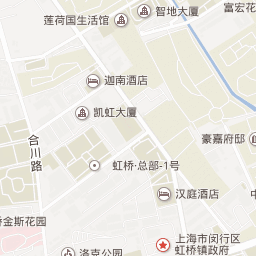 智地大厦
富宏花
莲荷国生活馆
迦南酒店
凯虹大厦
合川路
豪嘉府邸
虹桥·总部-1号
汉庭酒店
中
桥金斯花园
上海市闵行区
虹桥镇政府
洛克公园